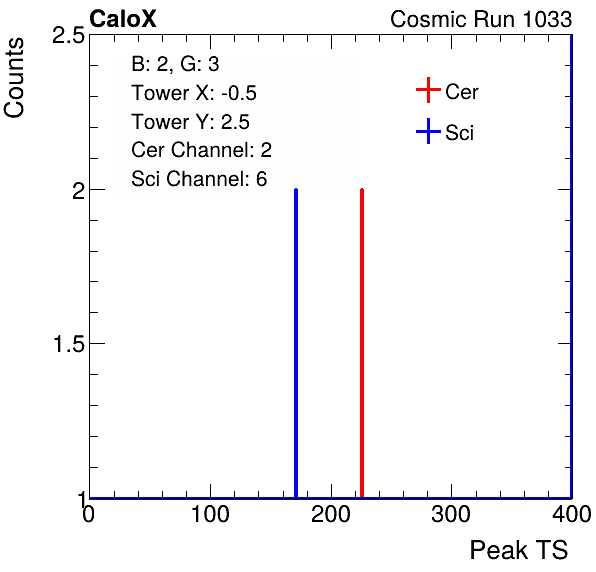 CaloX Cosmic Run 1033
Counts
2.5
B: 2, G: 3
Tower X: -0.5
Tower Y: 2.5
Cer Channel: 2
Sci Channel: 6
Cer
Sci
2
1.5
1
0 100 200 300 400
Peak TS